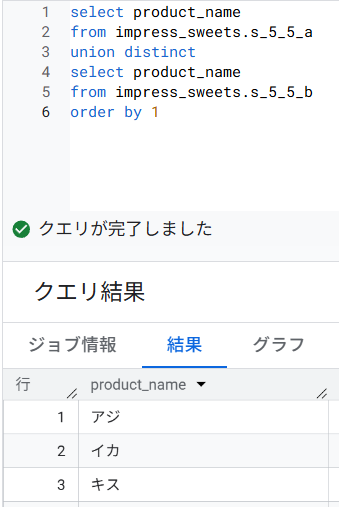 1 select product_name
2 from impress_sweets.s_5_5_a
3 union distinct
4 select product_name
5 from impress_sweets.s_5_5_b
6 order by 1
クエリが完了しました
クエリ結果
ジョブ情報 結果 グラフ
行 product_name
1 アジ
2 イカ
3 キス